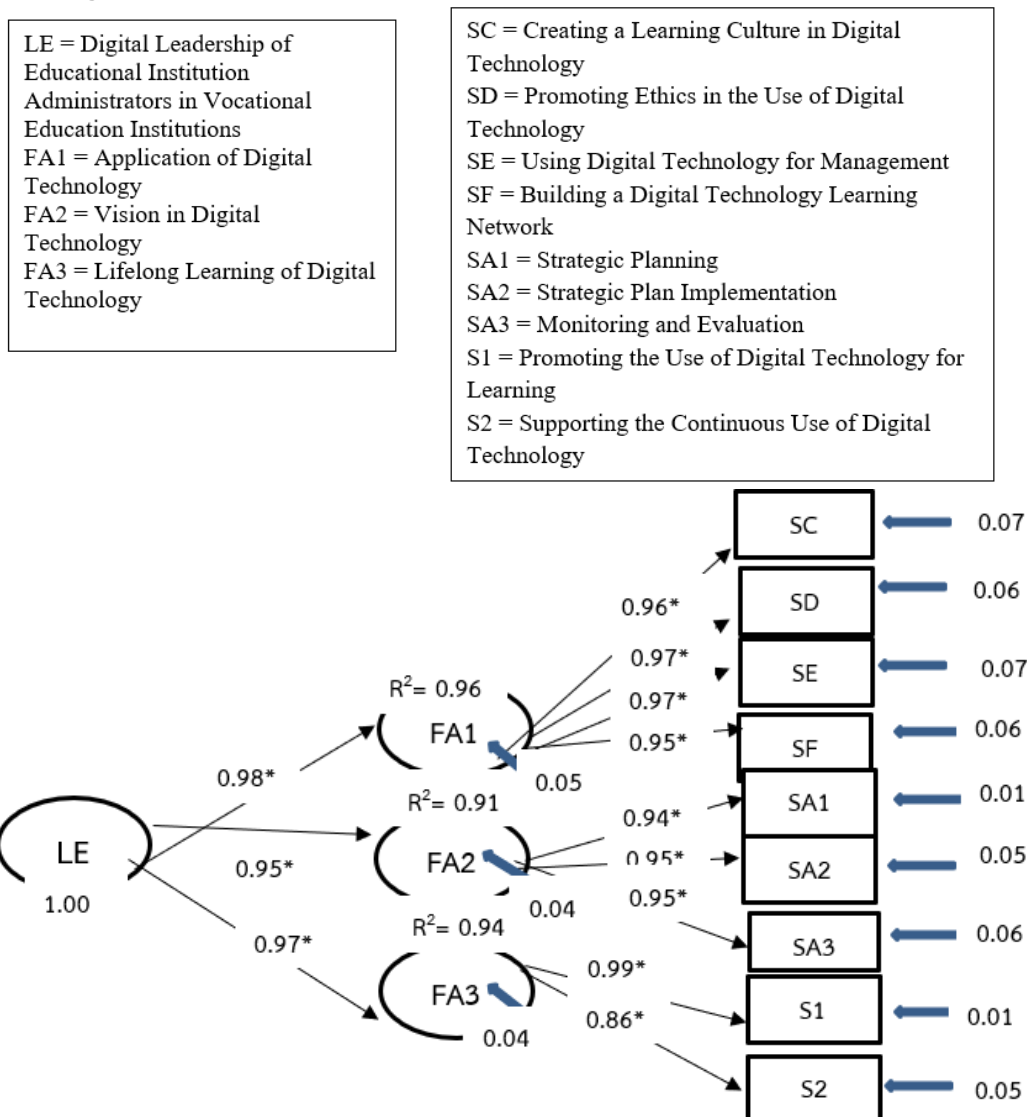 LE = Digital Leadership of
Educational Institution
Administrators in Vocational
Education Institutions
FA1 = Application of Digital
Technology
FA2 = Vision in Digital
Technology
FA3 = Lifelong Learning of Digital
Technology
SC = Creating a Learning Culture in Digital
Technology
SD = Promoting Ethics in the Use of Digital
Technology
SE = Using Digital Technology for Management
SF = Building a Digital Technology Learning
Network
SA1 = Strategic Planning
SA2 = Strategic Plan Implementation
SA3 = Monitoring and Evaluation
S1 = Promoting the Use of Digital Technology for
Learning
S2 = Supporting the Continuous Use of Digital
Technology
LE
1.00
0.98*
0.95*
0.97*
R²= 0.96
FA1
0.05
R²= 0.91
FA2
0.04
R²= 0.94
FA3
0.04
0.96*
0.97*
0.97*
0.95*
0.94*
0.95*
0.95*
0.99*
0.86*
SC
0.07
SD
0.06
SE
0.07
SF
0.06
SA1
0.01
SA2
0.05
SA3
0.06
S1
0.01
S2
0.05